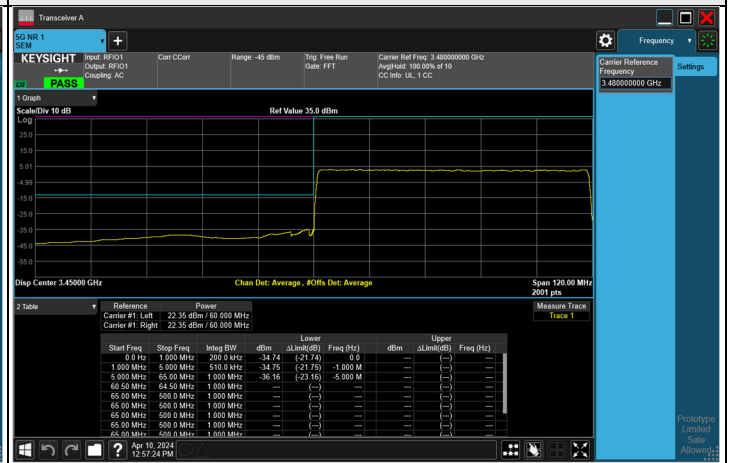 Transceiver A
5G NR 1
SEM
+
Frequency
KEYSIGHT
Input: RFIO1
Output: RFIO1
Coupling: AC
Corr CCorr
Range: -45 dBm
Trig: Free Run
Gate: FFT
Carrier Ref Freq: 3.480000000 GHz
Avg|Hold: 100.00% of 10
CC Info: UL, 1 CC
LW PASS
Carrier Reference
Frequency
3.480000000 GHz
Settings
1 Graph
Scale/Div 10 dB
Ref Value 35.0 dBm
Log
25.0
15.0
5.01
-4.99
-15.0
-25.0
-35.0
-45.0
-55.0
Disp Center 3.45000 GHz
Chan Det: Average, #Offs Det: Average
Span 120.00 MHz
2001 pts
2 Table
Reference Power
Carrier #1: Left 22.35 dBm / 60.000 MHz
Carrier #1: Right 22.35 dBm / 60.000 MHz
Measure Trace
Trace 1
Lower Upper
Start Freq Stop Freq Integ BW dBm ΔLimit(dB) Freq (Hz) dBm ΔLimit(dB) Freq (Hz)
0.0 Hz 1.000 MHz 200.0 kHz -34.74 (-21.74) 0.0 --- (---) ---
1.000 MHz 5.000 MHz 510.0 kHz -34.75 (-21.75) -1.000 M --- (---) ---
5.000 MHz 65.00 MHz 1.000 MHz -36.16 (-23.16) -5.000 M --- (---) ---
60.50 MHz 64.50 MHz 1.000 MHz --- (---) --- --- (---) ---
65.00 MHz 500.0 MHz 1.000 MHz --- (---) --- --- (---) ---
65.00 MHz 500.0 MHz 1.000 MHz --- (---) --- --- (---) ---
65.00 MHz 500.0 MHz 1.000 MHz --- (---) --- --- (---) ---
65.00 MHz 500.0 MHz 1.000 MHz --- (---) --- --- (---) ---
65.00 MHz 500.0 MHz 1.000 MHz --- (---) --- --- (---) ---
Apr 10, 2024
12:57:24 PM
?
Prototype
Limited
Sale
Allowed